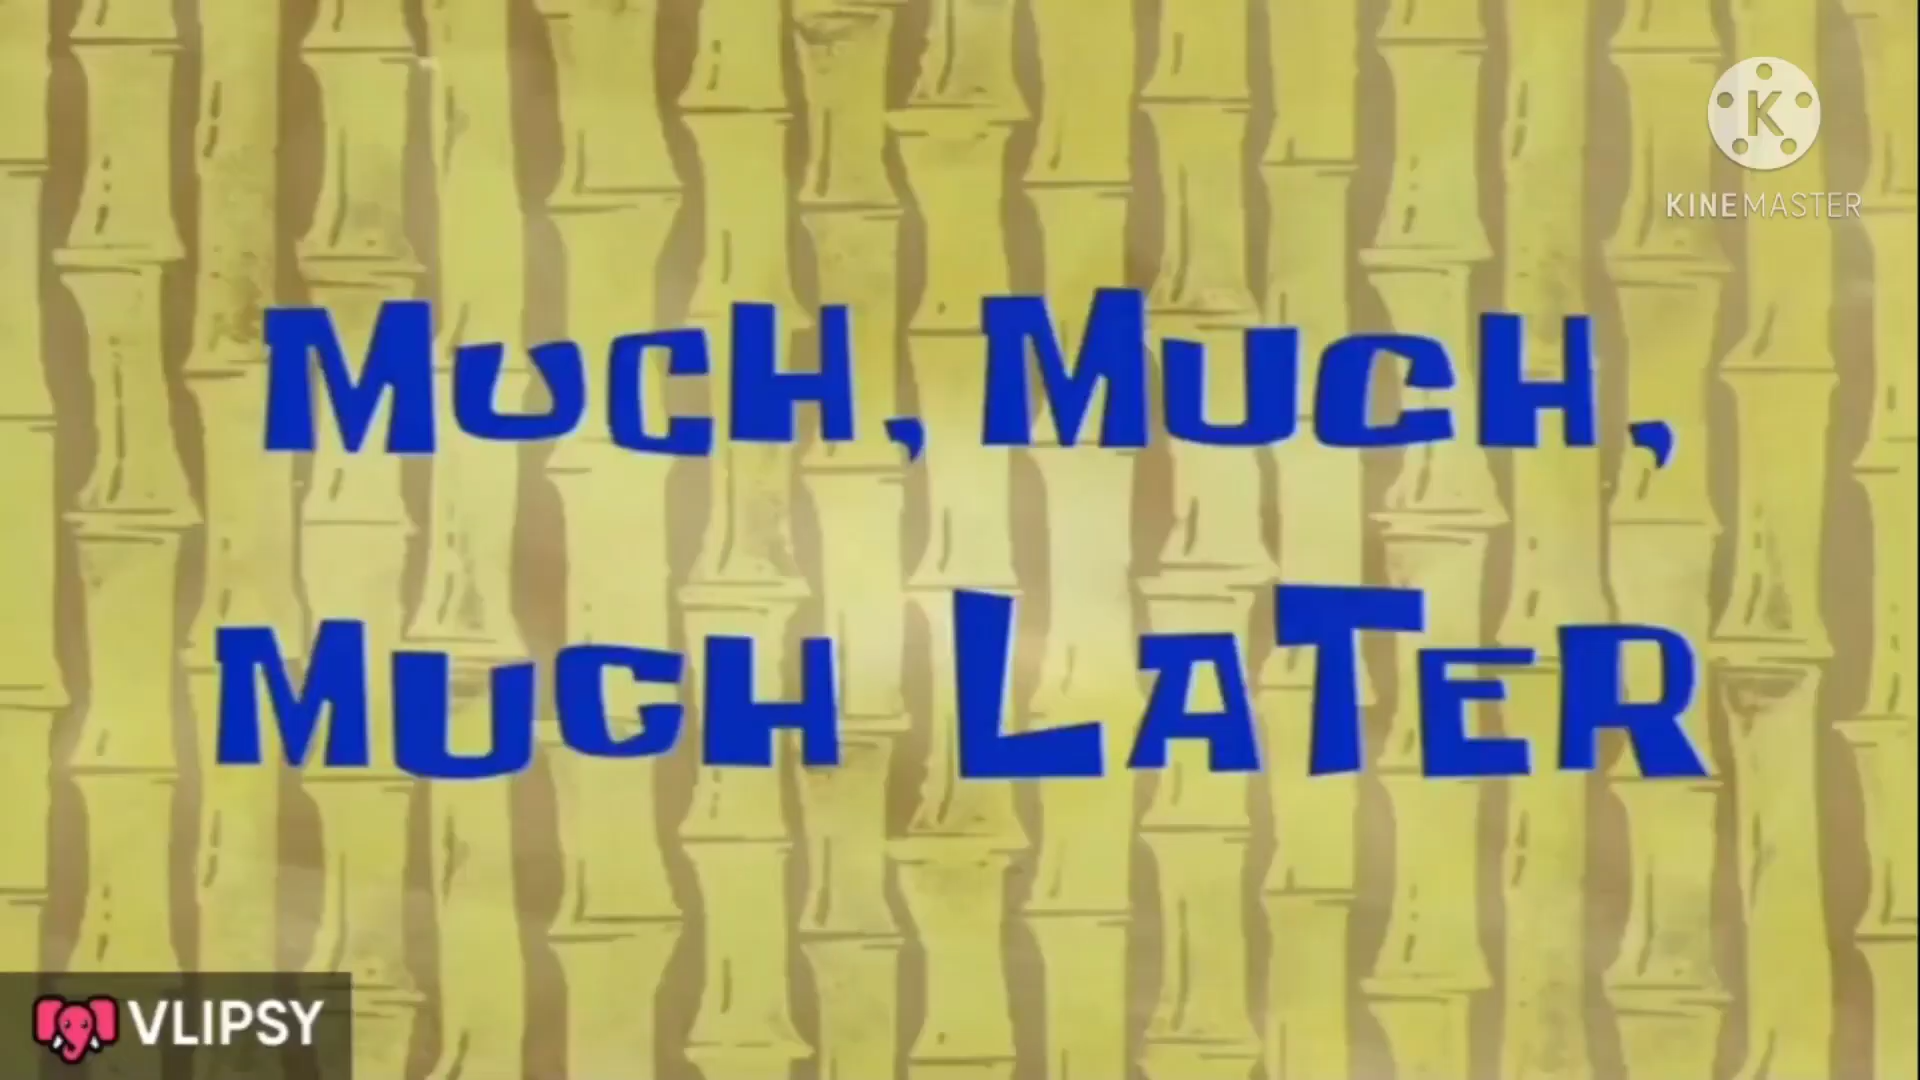 K
KINEMASTER
MUCH, MUCH,
MUCH LATER
VLIPSY